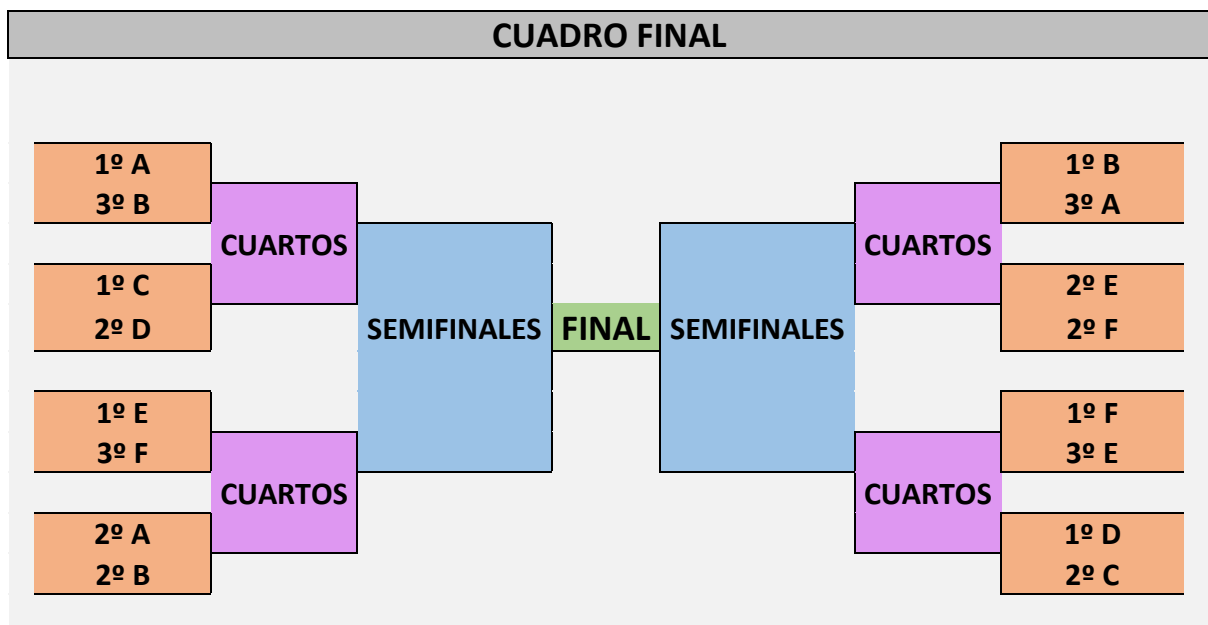 CUADRO FINAL
1º A
3º B
CUARTOS
1º C
2º D
SEMIFINALES
1º E
3º F
CUARTOS
2º A
2º B
FINAL
SEMIFINALES
1º B
3º A
CUARTOS
2º E
2º F
1º F
3º E
CUARTOS
1º D
2º C